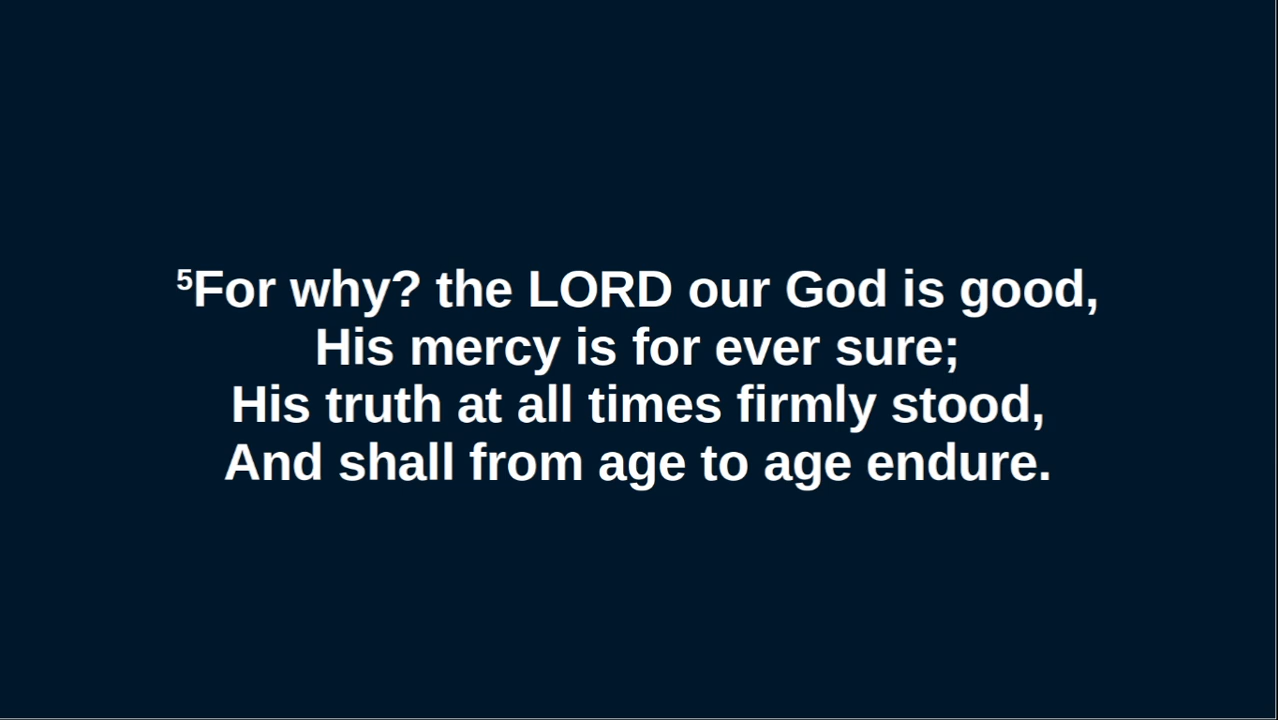 ⁵For why? the LORD our God is good,
His mercy is for ever sure;
His truth at all times firmly stood,
And shall from age to age endure.